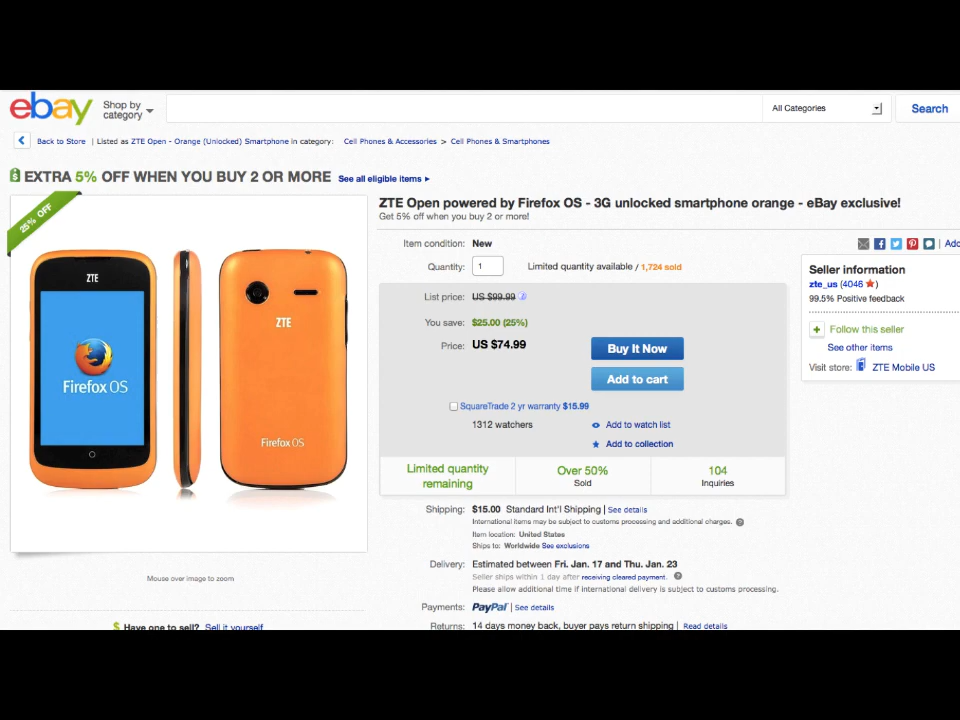 ebay
Shop by
category
All Categories
Search
Back to Store | Listed as ZTE Open - Orange (Unlocked) Smartphone in category: Cell Phones & Accessories > Cell Phones & Smartphones
EXTRA 5% OFF WHEN YOU BUY 2 OR MORE See all eligible items
25% OFF
ZTE
Firefox OS
ZTE
Firefox OS
Mouse over image to zoom
$ Have one to sell? Sell it yourself
ZTE Open powered by Firefox OS - 3G unlocked smartphone orange - eBay exclusive!
Get 5% off when you buy 2 or more!
Item condition: New
Quantity: 1 Limited quantity available / 1,724 sold
List price: US $99.99
You save: $25.00 (25%)
Price: US $74.99
Buy It Now
Add to cart
SquareTrade 2 yr warranty $15.99
1312 watchers
Add to watch list
Add to collection
Limited quantity
remaining
Over 50%
Sold
104
Inquiries
Shipping: $15.00 Standard Int'l Shipping | See details
International items may be subject to customs processing and additional charges.
Item location: United States
Ships to: Worldwide See exclusions
Delivery: Estimated between Fri. Jan. 17 and Thu. Jan. 23
Seller ships within 1 day after receiving cleared payment.
Please allow additional time if international delivery is subject to customs processing.
Payments: PayPal | See details
Returns: 14 days money back, buyer pays return shipping | Read details
| Add
Seller information
zte_us (4046 ★)
99.5% Positive feedback
+ Follow this seller
See other items
Visit store: ZTE Mobile US